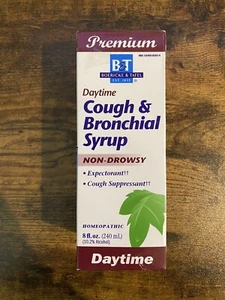 Premium
B&T
BOERICKE & TAFEL
Daytime
Cough &
Bronchial
Syrup
NON-DROWSY
• Expectorant††
• Cough Suppressant††
HOMEOPATHIC
8 fl. oz. (240 mL)
(10.2% Alcohol)
Daytime